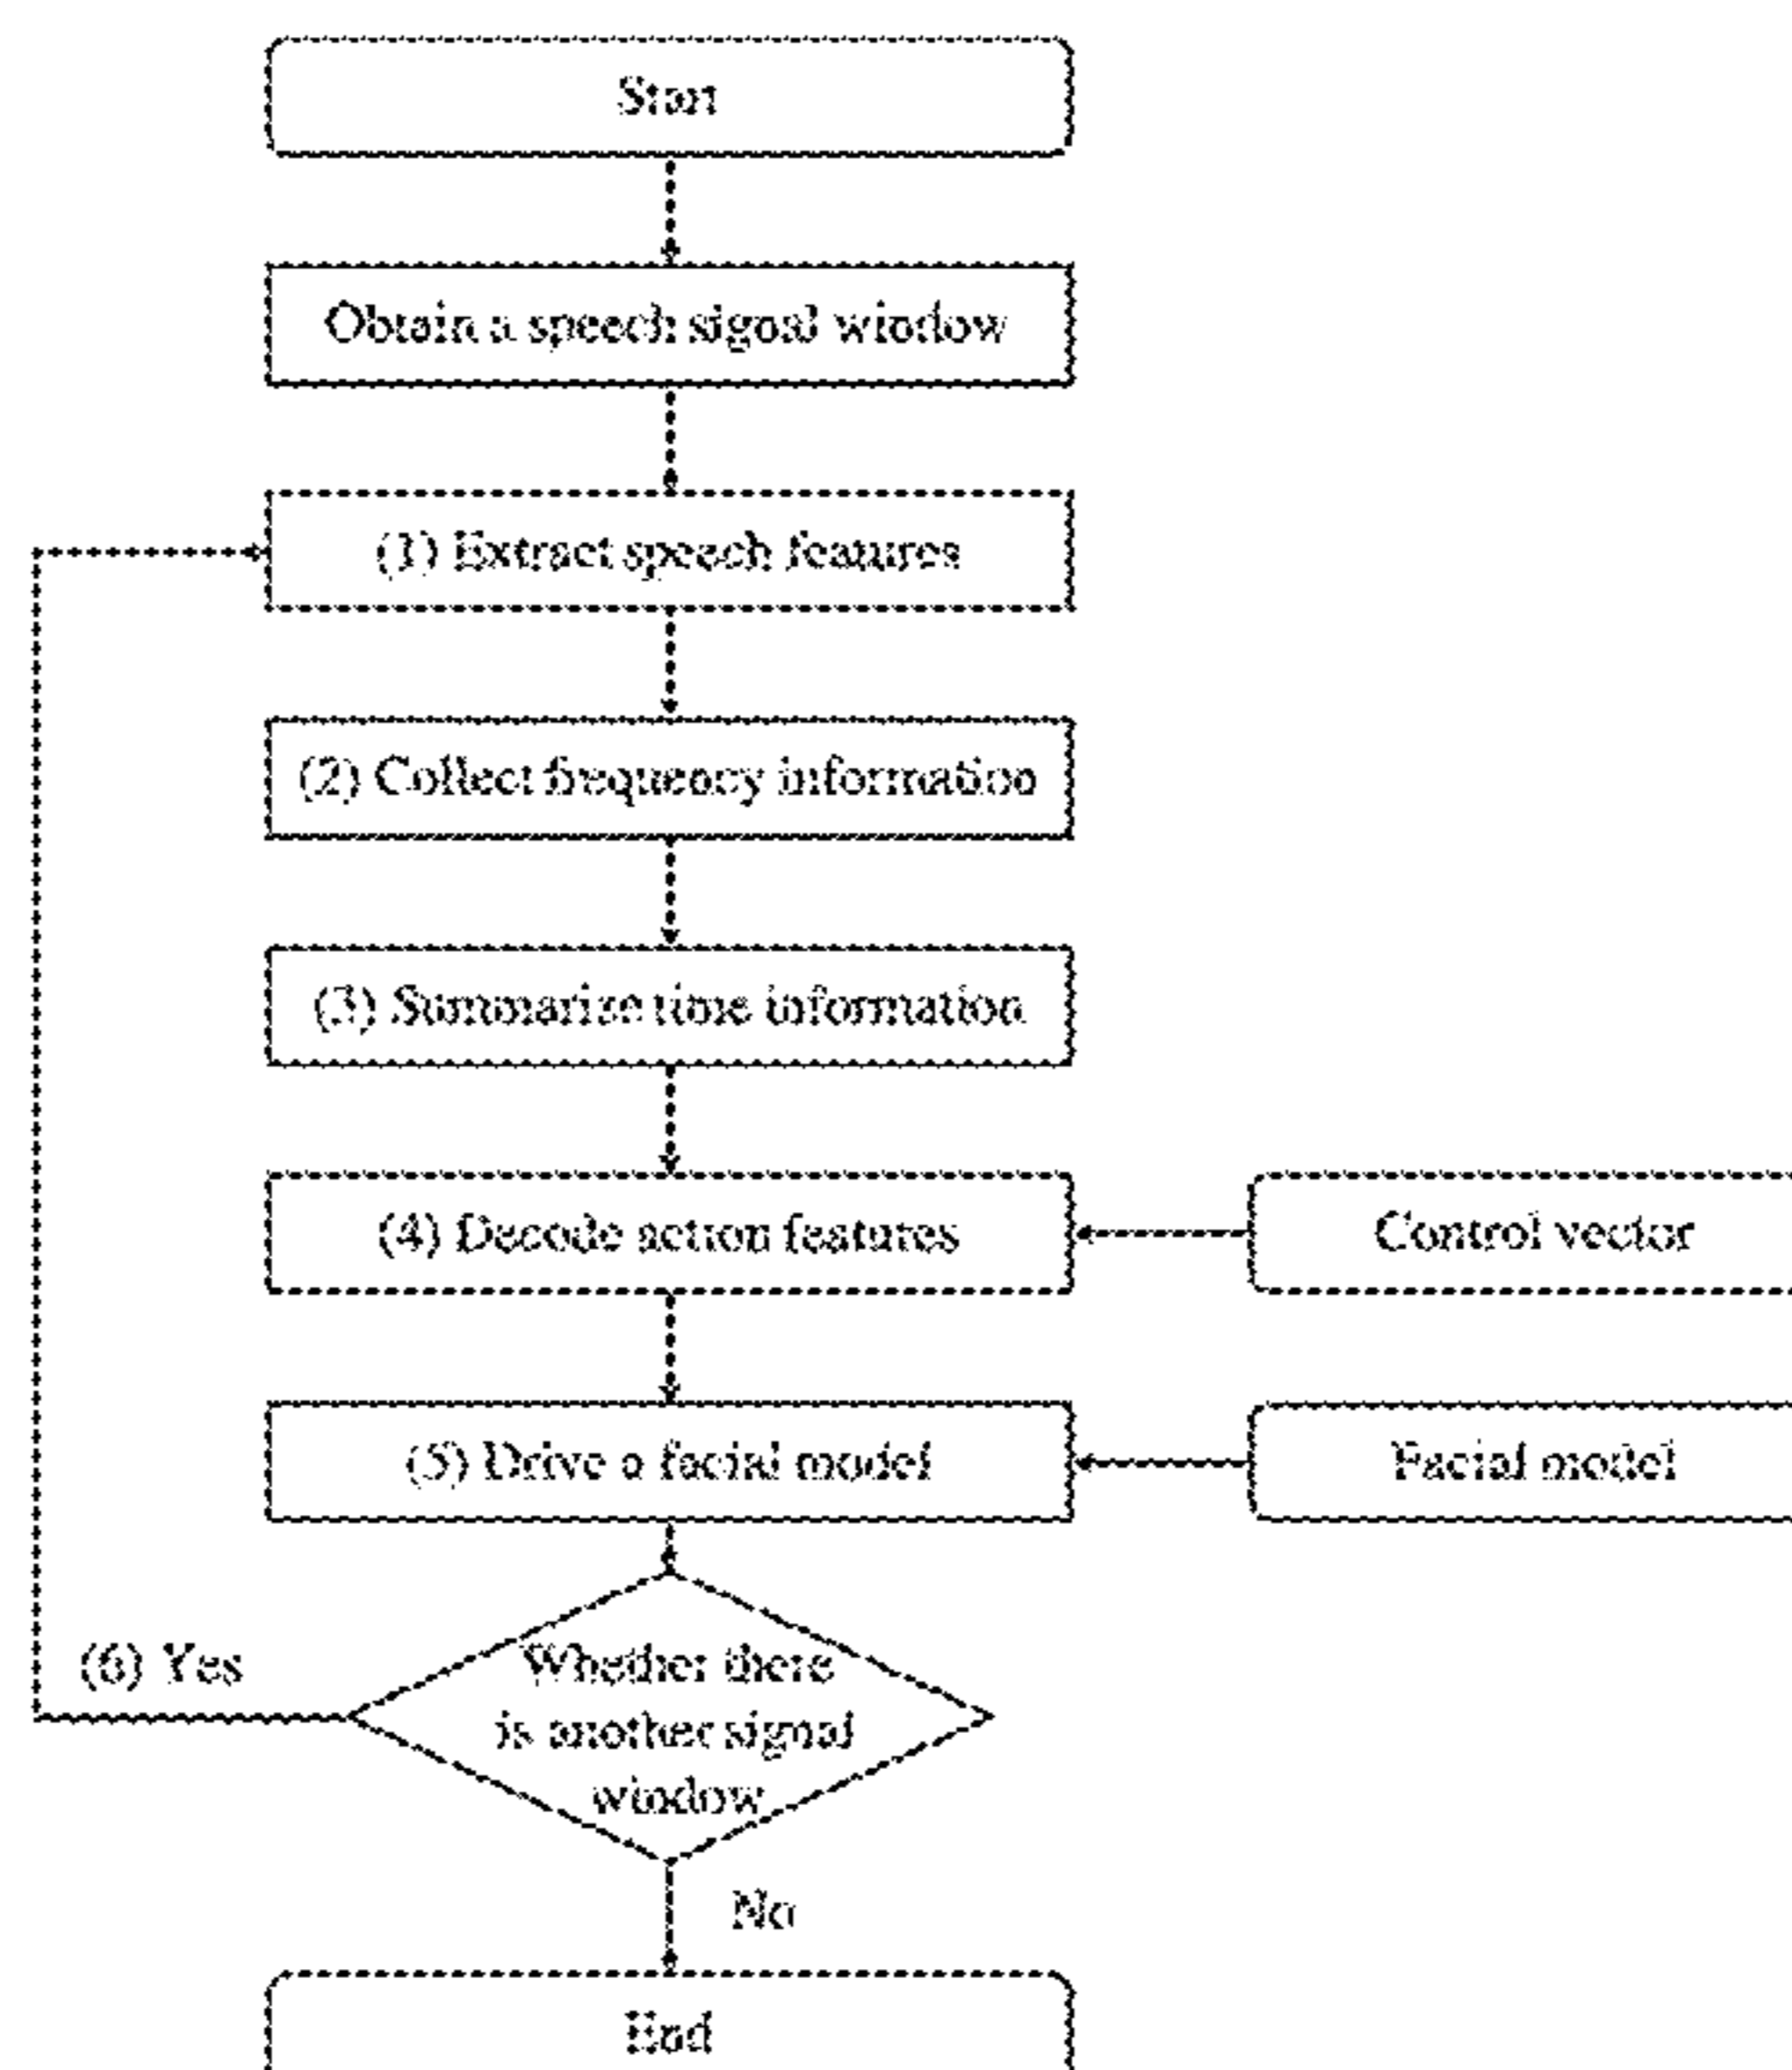 Start
Obtain a speech signal window
(1) Extract speech features
(2) Collect frequency information
(3) Summarize time information
(4) Decode action features
Control vector
(5) Drive a facial model
Facial model
(6) Yes
Whether there
is another signal
window
No
End